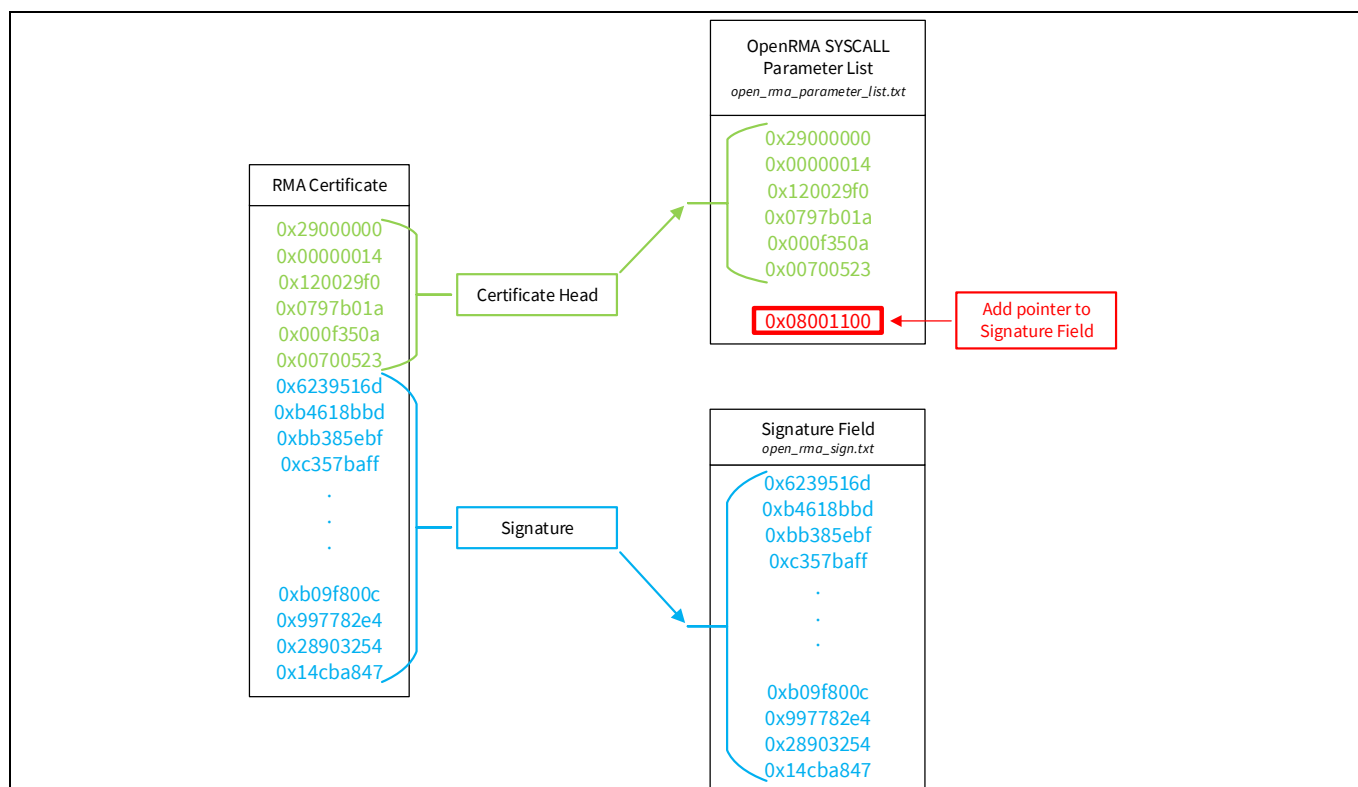 RMA Certificate
0x29000000
0x00000014
0x120029f0
0x0797b01a
0x000f350a
0x00700523
0x6239516d
0xb4618bbd
0xbb385ebf
0xc357baff
.
.
.
0xb09f800c
0x997782e4
0x28903254
0x14cba847
Certificate Head
Signature
OpenRMA SYSCALL
Parameter List
open_rma_parameter_list.txt
0x29000000
0x00000014
0x120029f0
0x0797b01a
0x000f350a
0x00700523
0x08001100
Add pointer to
Signature Field
Signature Field
open_rma_sign.txt
0x6239516d
0xb4618bbd
0xbb385ebf
0xc357baff
.
.
.
0xb09f800c
0x997782e4
0x28903254
0x14cba847